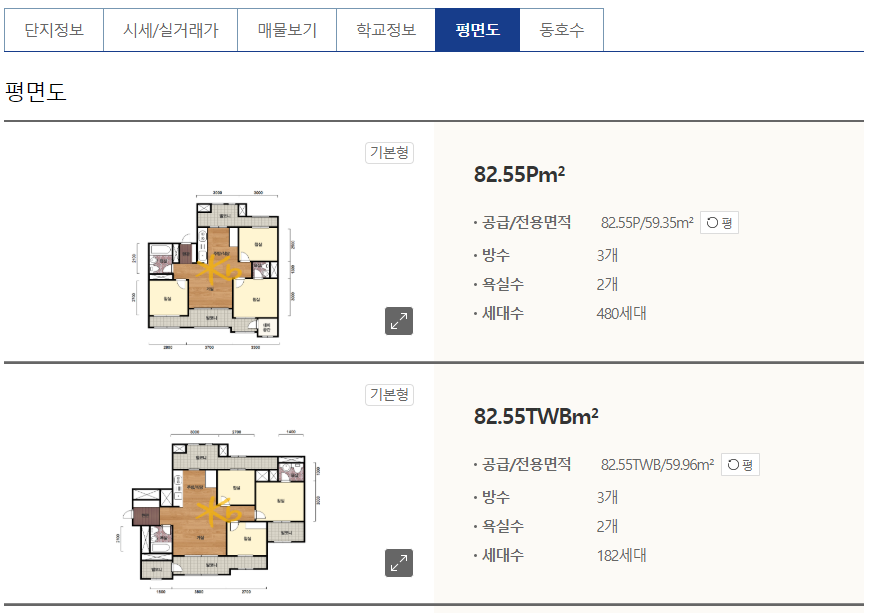 단지정보 시세/실거래가 매물보기 학교정보 평면도 동호수
평면도
기본형
82.55Pm²
· 공급/전용면적 82.55P/59.35m² 평
· 방수 3개
· 욕실수 2개
· 세대수 480세대
기본형
82.55TWBm²
· 공급/전용면적 82.55TWB/59.96m² 평
· 방수 3개
· 욕실수 2개
· 세대수 182세대